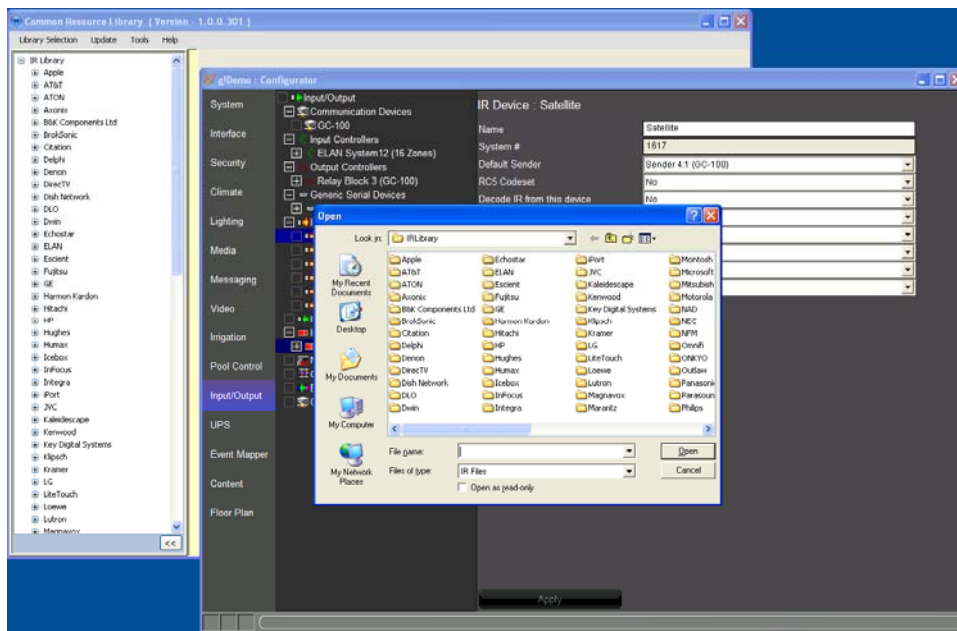 Common Resource Library ( Version - 1.0.0.301 )
Library Selection Update Tools Help
IR Library
Apple
AT&T
ATON
Axonix
B&K Components Ltd
BrokSonic
Citation
Delphi
Denon
DirecTV
Dish Network
DLO
Dwin
Echostar
ELAN
Escient
Fujitsu
GE
Harmon Kardon
Hitachi
HP
Hughes
Humax
Icebox
InFocus
Integra
iPort
JVC
Kaleidescape
Kenwood
Key Digital Systems
Klipsch
Kramer
LG
LiteTouch
Loewe
Lutron
Magnavox
<<
g!Demo : Configurator
System
Interface
Security
Climate
Lighting
Media
Messaging
Video
Irrigation
Pool Control
Input/Output
UPS
Event Mapper
Content
Floor Plan
Input/Output
Communication Devices
GC-100
Input Controllers
ELAN System12 (16 Zones)
Output Controllers
Relay Block 3 (GC-100)
Generic Serial Devices
IR Device : Satellite
Name Satellite
System # 1617
Default Sender Sender 4:1 (GC-100)
RC5 Codeset No
Decode IR from this device No
Open
Look in: IRLibrary
My Recent Documents
Desktop
My Documents
My Computer
My Network Places
Apple
AT&T
ATON
Axonix
B&K Components Ltd
BrokSonic
Citation
Delphi
Denon
DirecTV
Dish Network
DLO
Dwin
Echostar
ELAN
Escient
Fujitsu
GE
Harmon Kardon
Hitachi
HP
Hughes
Humax
Icebox
InFocus
Integra
iPort
JVC
Kaleidescape
Kenwood
Key Digital Systems
Klipsch
Kramer
LG
LiteTouch
Loewe
Lutron
Magnavox
Marantz
McIntosh
Microsoft
Mitsubish
Motorola
NAD
NEC
NFM
Omnifi
ONKYO
Outlaw
Panasoni
Parasoun
Philips
File name:
Open
Files of type: IR Files
Cancel
Open as read-only
Apply